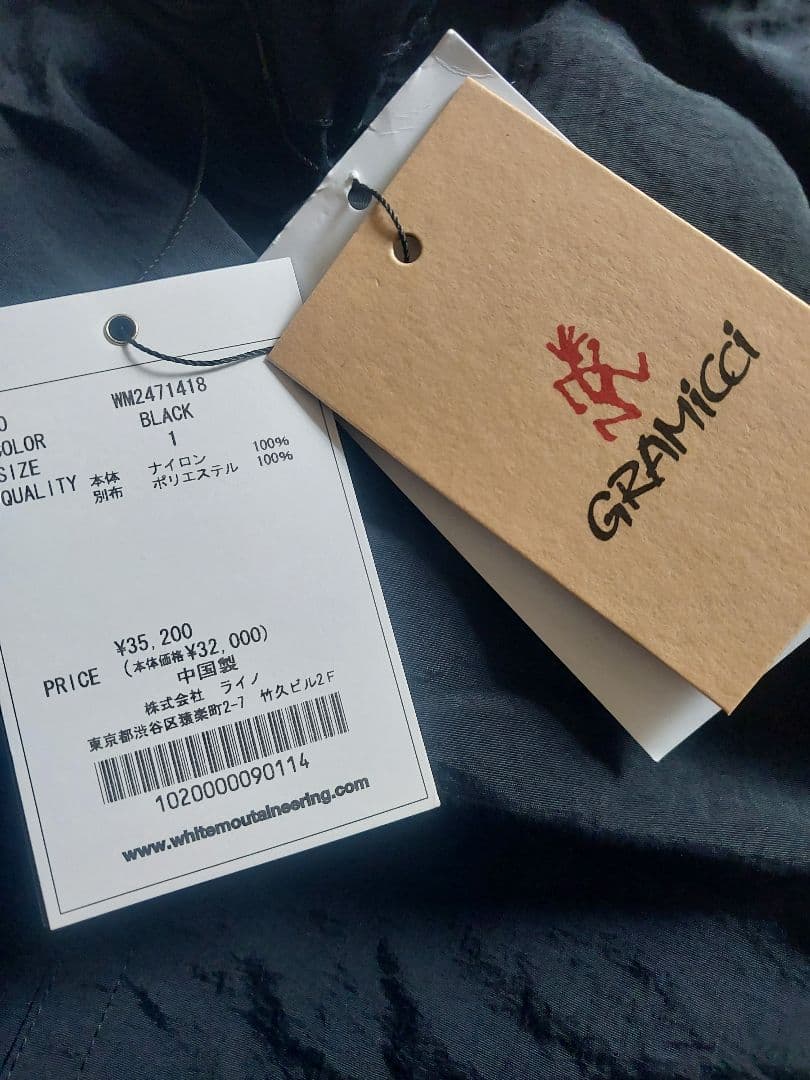 WM2471418
COLOR BLACK
SIZE 1
QUALITY 本体 ナイロン 100%
別布 ポリエステル 100%
¥35,200
PRICE (本体価格¥32,000)
中国製
株式会社 ライノ
東京都渋谷区猿楽町2-7 竹久ビル2F
1020000090114
www.whitemoutaineering.com
GRAMiCCi